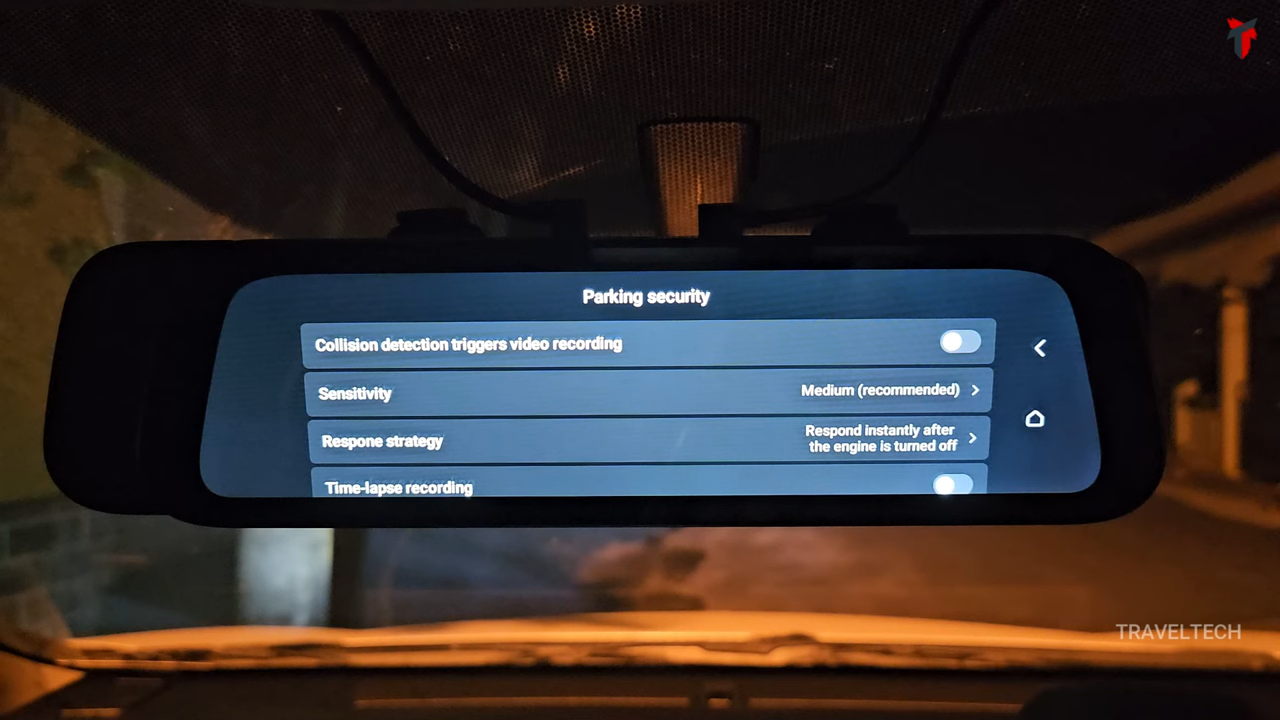 Parking security
Collision detection triggers video recording
Sensitivity
Medium (recommended)
Respone strategy
Respond instantly after
the engine is turned off
Time-lapse recording
TRAVELTECH